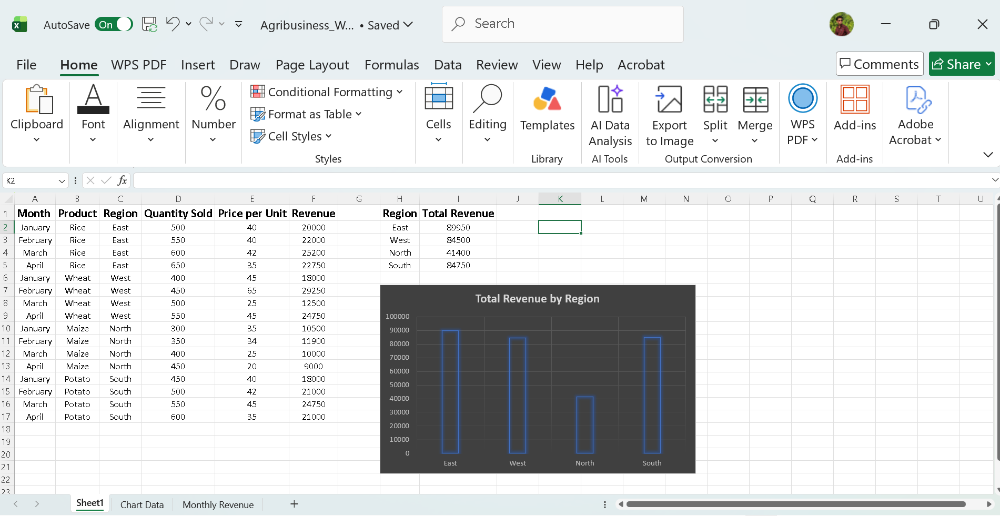 AutoSave On Agribusiness_W... • Saved Search
File Home WPS PDF Insert Draw Page Layout Formulas Data Review View Help Acrobat Comments Share
Clipboard Font Alignment Number Conditional Formatting Format as Table Cell Styles Styles Cells Editing Templates Library AI Data Analysis AI Tools Export to Image Split Merge Output Conversion WPS PDF Add-ins Add-ins Adobe Acrobat
K2 fx
A B C D E F G H I J K L M N O P Q R S T U
1 Month Product Region Quantity Sold Price per Unit Revenue Region Total Revenue
2 January Rice East 500 40 20000 East 89950
3 February Rice East 550 40 22000 West 84500
4 March Rice East 600 42 25200 North 41400
5 April Rice East 650 35 22750 South 84750
6 January Wheat West 400 45 18000
7 February Wheat West 450 65 29250
8 March Wheat West 500 25 12500
9 April Wheat West 550 45 24750
10 January Maize North 300 35 10500
11 February Maize North 350 34 11900
12 March Maize North 400 25 10000
13 April Maize North 450 20 9000
14 January Potato South 450 40 18000
15 February Potato South 500 42 21000
16 March Potato South 550 45 24750
17 April Potato South 600 35 21000
18
19
20
21
22
23
Total Revenue by Region
100000
90000
80000
70000
60000
50000
40000
30000
20000
10000
0
East West North South
Sheet1 Chart Data Monthly Revenue